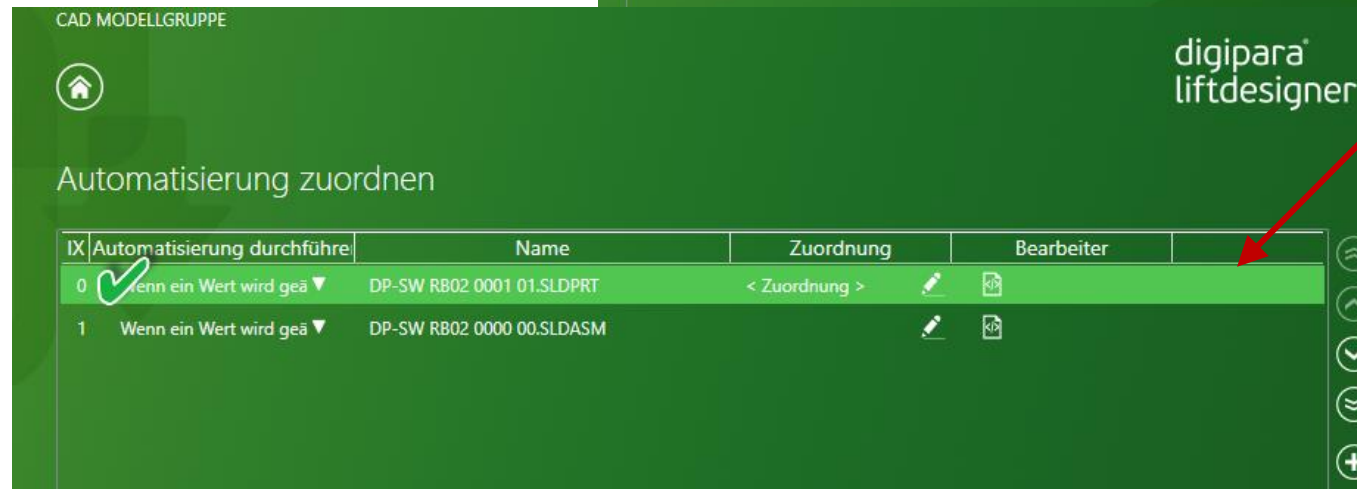 CAD MODELLGRUPPE
digipara
liftdesigner
Automatisierung zuordnen
IX Automatisierung durchführe Name Zuordnung Bearbeiter
0 Wenn ein Wert wird geä DP-SW RB02 0001 01.SLDPRT < Zuordnung >
1 Wenn ein Wert wird geä DP-SW RB02 0000 00.SLDASM